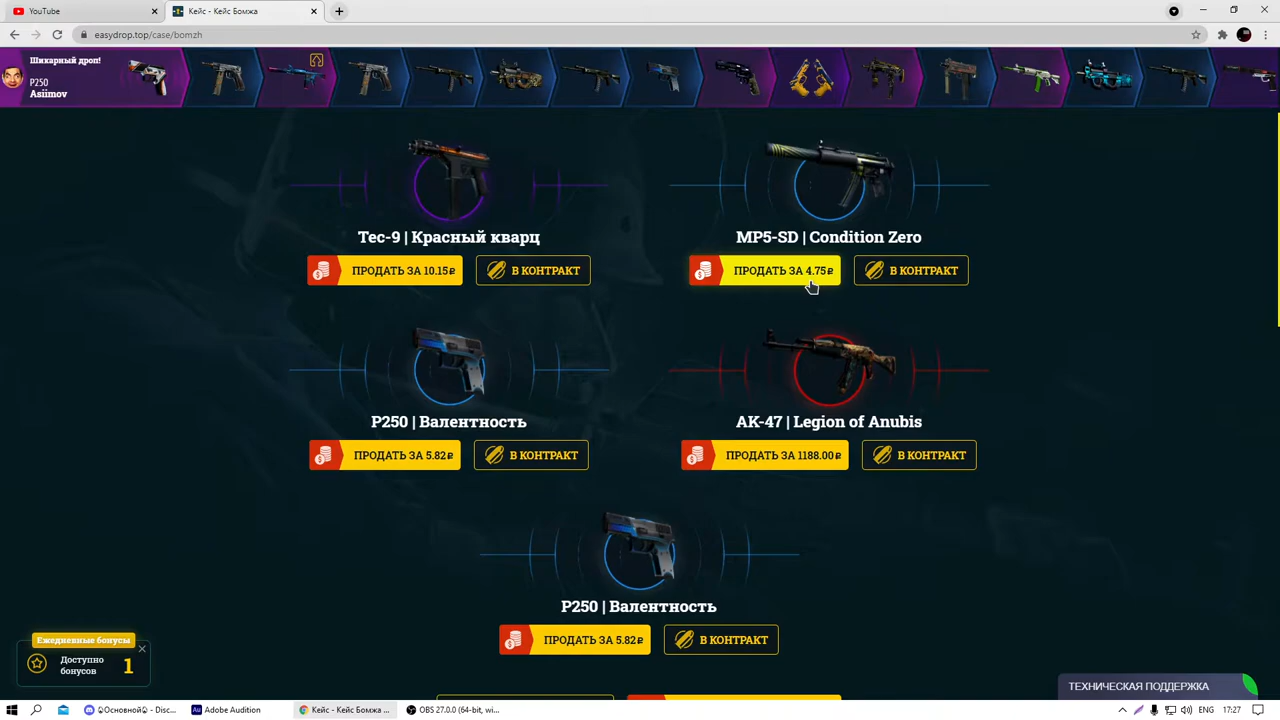 YouTube
Кейс - Кейс Бомжа
easydrop.top/case/bomzh
Шикарный дроп!
P250
Asiimov
Tec-9 | Красный кварц
ПРОДАТЬ ЗА 10.15₽
В КОНТРАКТ
MP5-SD | Condition Zero
ПРОДАТЬ ЗА 4.75₽
В КОНТРАКТ
P250 | Валентность
ПРОДАТЬ ЗА 5.82₽
В КОНТРАКТ
AK-47 | Legion of Anubis
ПРОДАТЬ ЗА 1188.00₽
В КОНТРАКТ
P250 | Валентность
ПРОДАТЬ ЗА 5.82₽
В КОНТРАКТ
Ежедневные бонусы
Доступно
бонусов
1
ТЕХНИЧЕСКАЯ ПОДДЕРЖКА
Основной - Disc...
Adobe Audition
Кейс - Кейс Бомжа ...
OBS 27.0.0 (64-bit, wi...
ENG
17:27